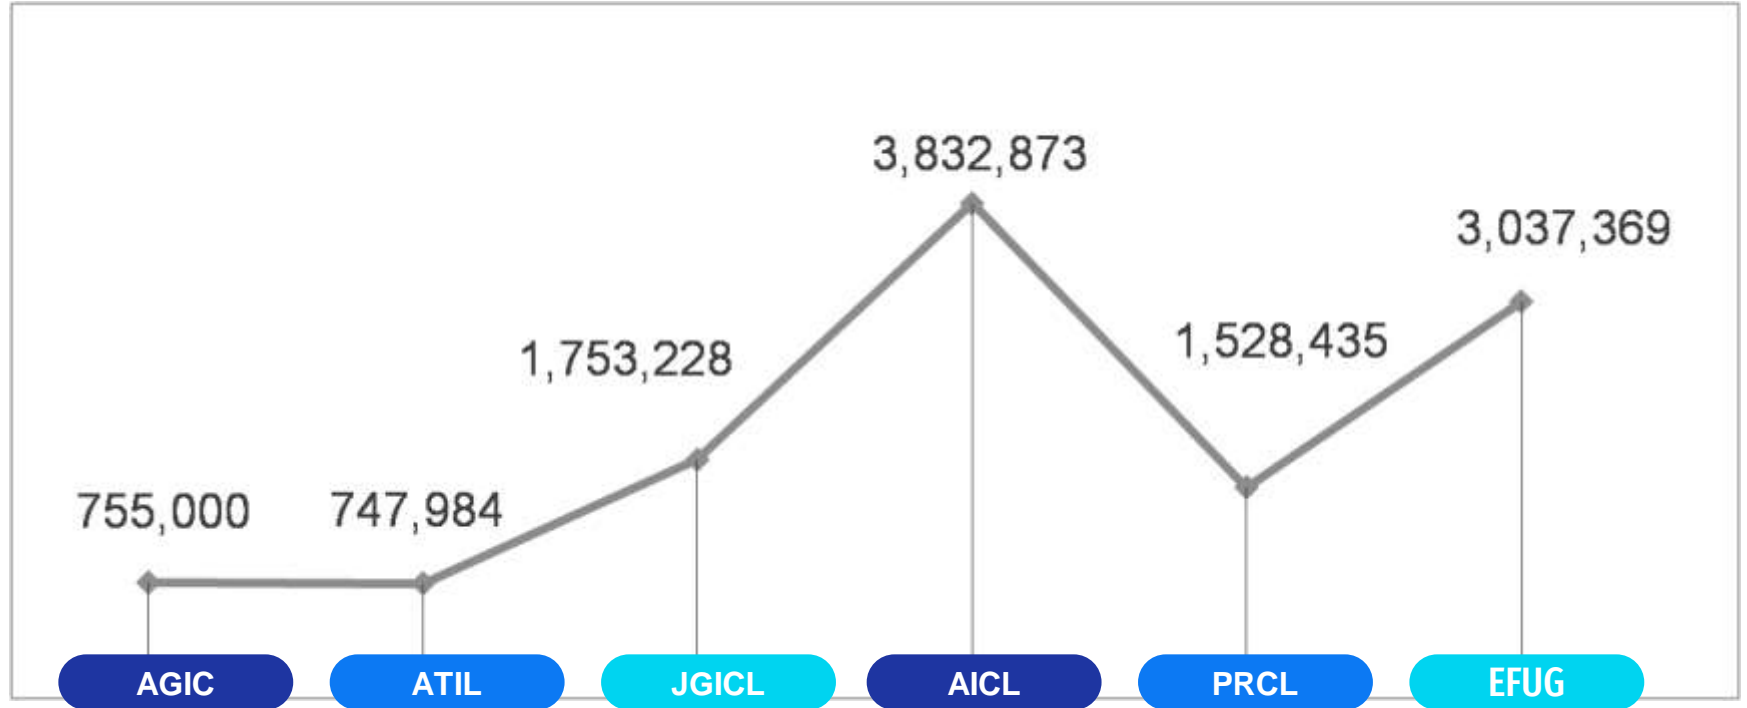 3,832,873
3,037,369
1,528,435
1,753,228
755,000
747,984
AGIC
ATIL
JGICL
AICL
PRCL
EFUG